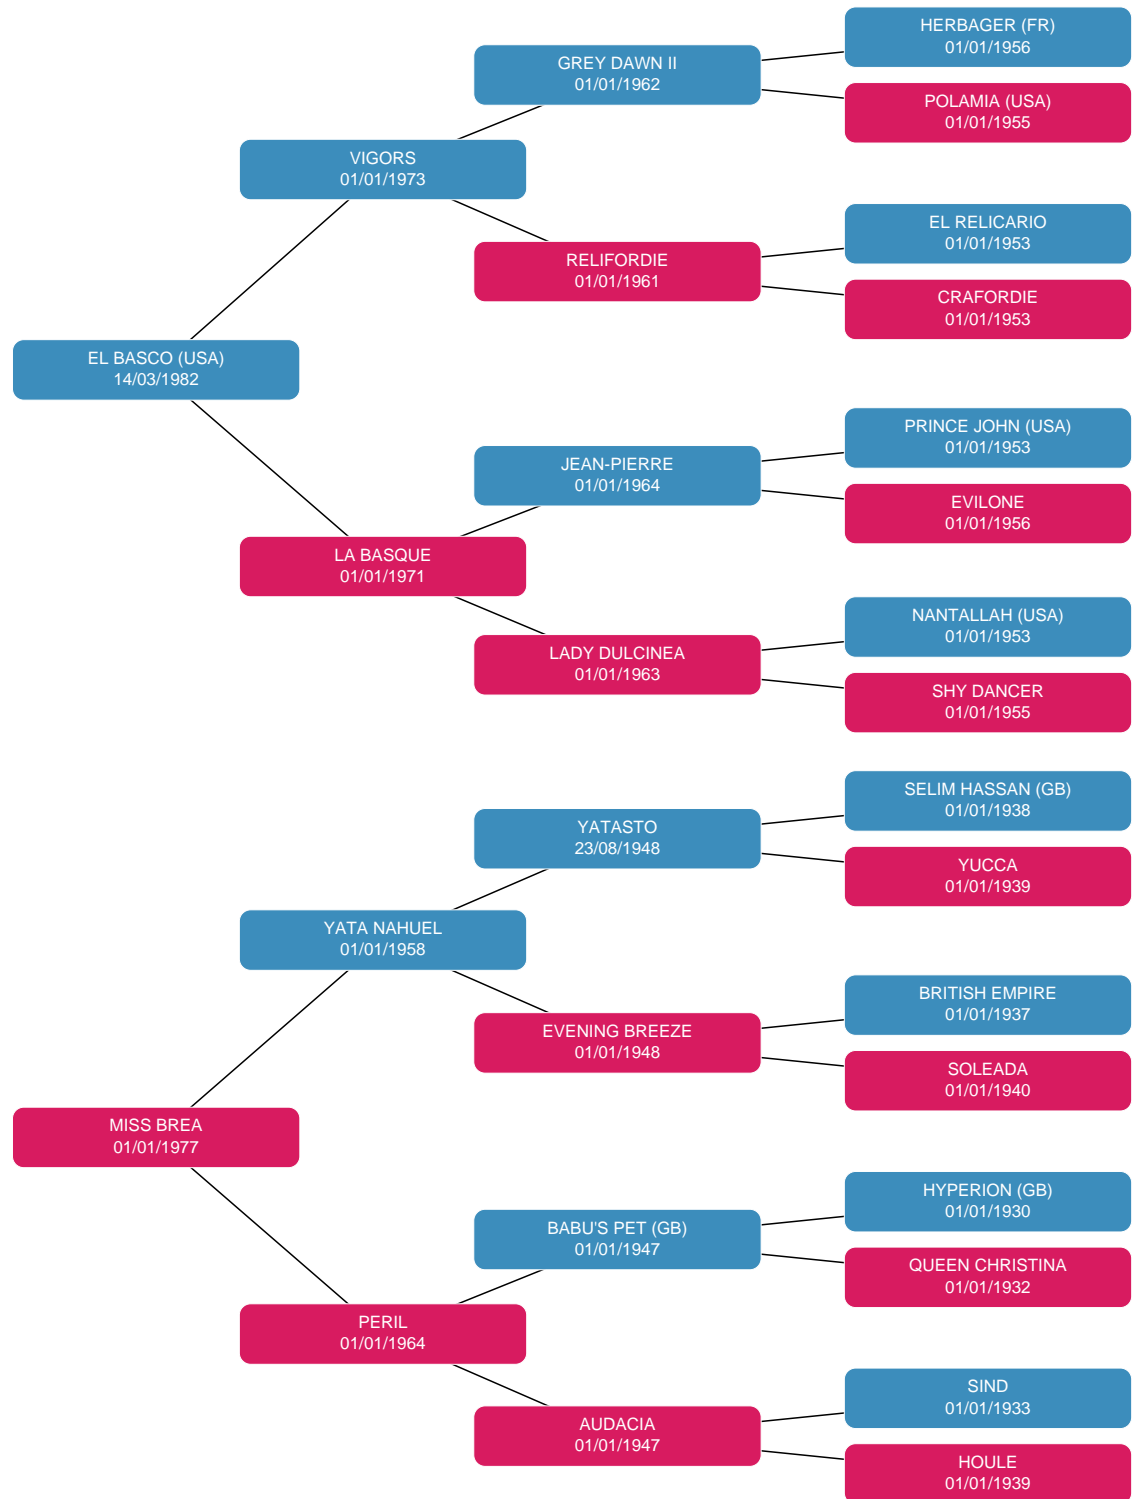 HERBAGER (FR)
01/01/1956
GREY DAWN II
01/01/1962
POLAMIA (USA)
01/01/1955
VIGORS
01/01/1973
EL RELICARIO
01/01/1953
RELIFORDIE
01/01/1961
CRAFORDIE
01/01/1953
EL BASCO (USA)
14/03/1982
PRINCE JOHN (USA)
01/01/1953
JEAN-PIERRE
01/01/1964
EVILONE
01/01/1956
LA BASQUE
01/01/1971
NANTALLAH (USA)
01/01/1953
LADY DULCINEA
01/01/1963
SHY DANCER
01/01/1955
SELIM HASSAN (GB)
01/01/1938
YATASTO
23/08/1948
YUCCA
01/01/1939
YATA NAHUEL
01/01/1958
BRITISH EMPIRE
01/01/1937
EVENING BREEZE
01/01/1948
SOLEADA
01/01/1940
MISS BREA
01/01/1977
HYPERION (GB)
01/01/1930
BABU'S PET (GB)
01/01/1947
QUEEN CHRISTINA
01/01/1932
PERIL
01/01/1964
SIND
01/01/1933
AUDACIA
01/01/1947
HOULE
01/01/1939